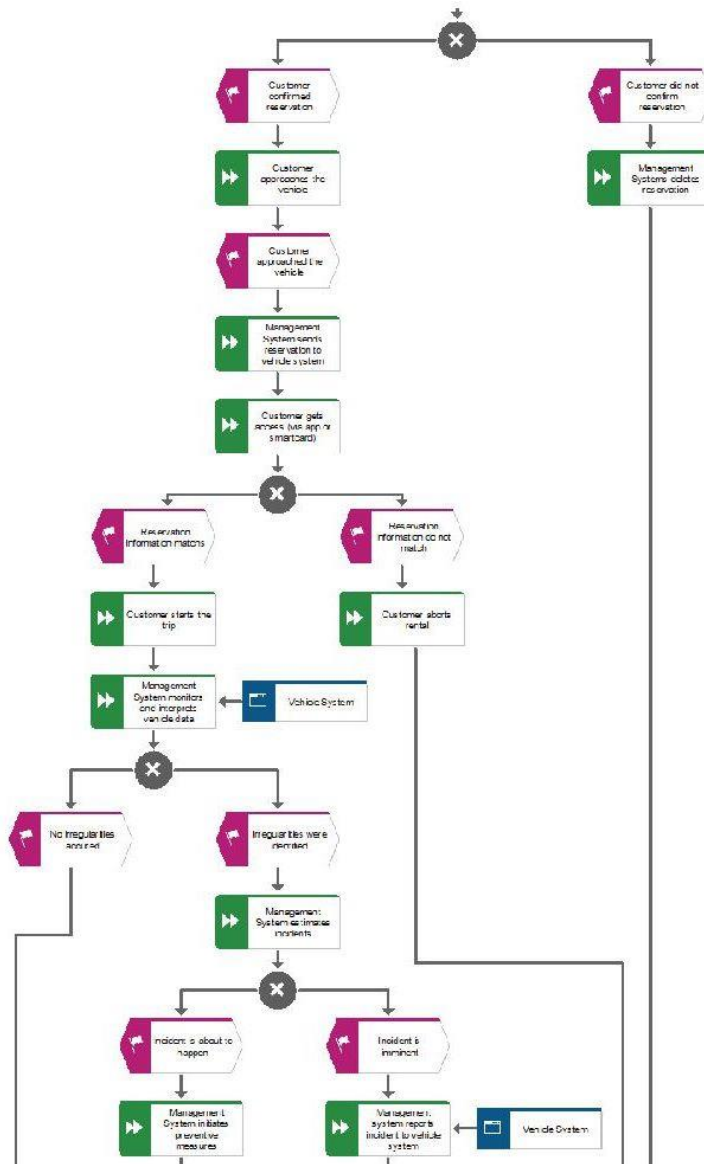 Customer
confirmed
reservation
Customer did not
confirm
reservation
Customer
approaches the
vehicle
Management
Systems deletes
reservation
Customer
approached the
vehicle
Management
System sends
reservation to
vehicle system
Customer gets
access (via app or
smartcard)
Reservation
information matchs
Reservation
information do not
match
Customer starts the
trip
Customer aborts
rental
Management
System monitors
and interprets
vehicle data
Vehicle System
No irregularities
accured
Irregularities were
identified
Management
System estimates
incidents
Incident is about to
happen
Incident is
imminent
Management
System initiates
preventive
measures
Management
system reports
incident to vehicle
system
Vehicle System